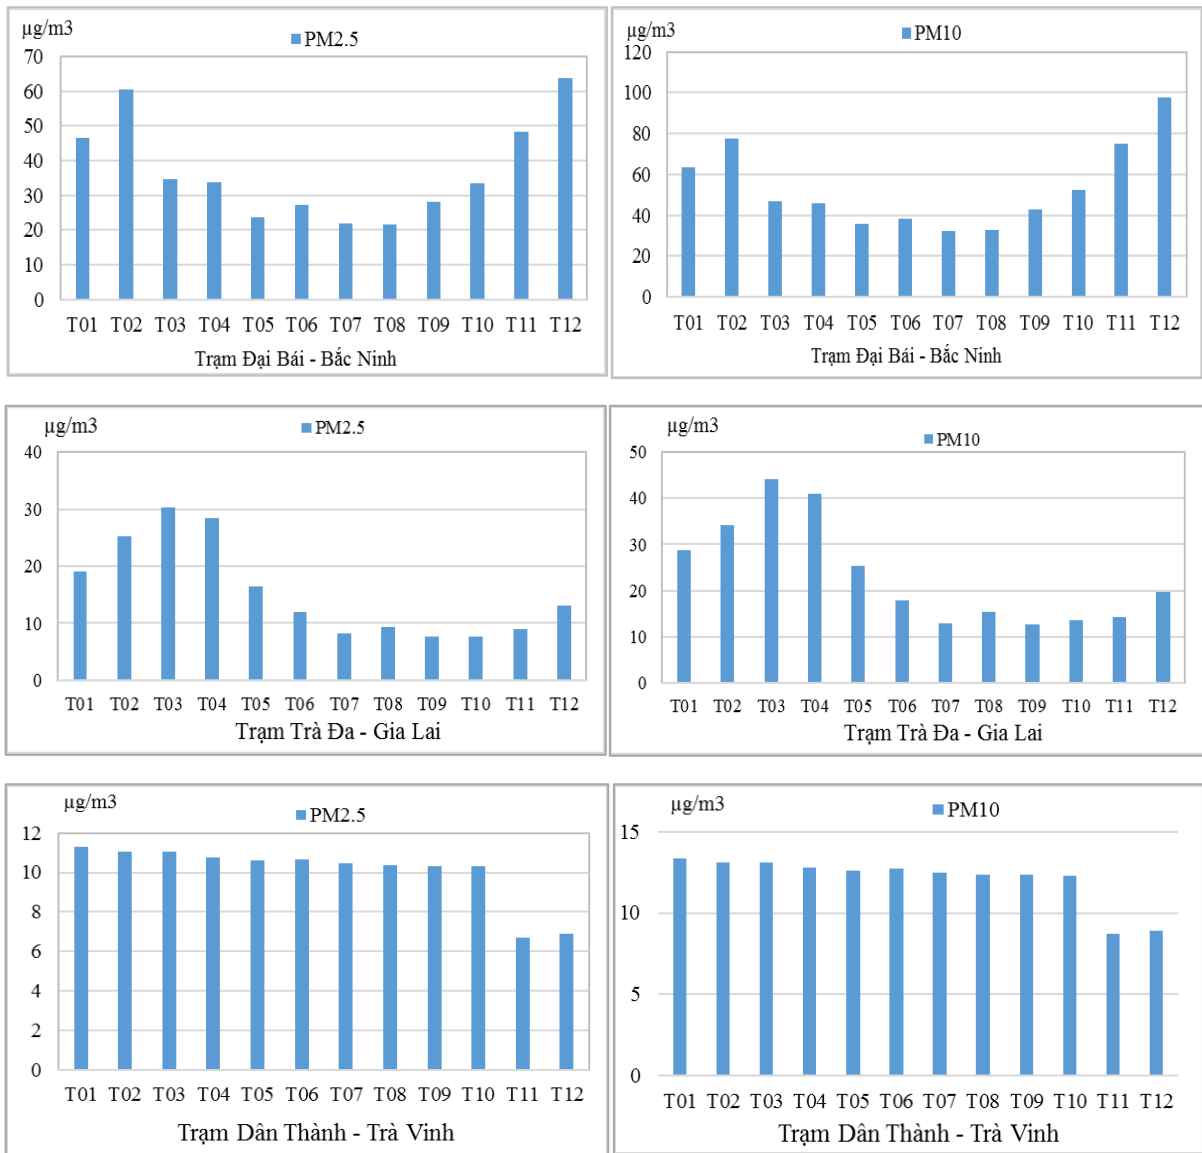 µg/m3
PM2.5
70
60
50
40
30
20
10
0
T01 T02 T03 T04 T05 T06 T07 T08 T09 T10 T11 T12
Trạm Đại Bái - Bắc Ninh
µg/m3
PM10
120
100
80
60
40
20
0
T01 T02 T03 T04 T05 T06 T07 T08 T09 T10 T11 T12
Trạm Đại Bái - Bắc Ninh
µg/m3
PM2.5
40
30
20
10
0
T01 T02 T03 T04 T05 T06 T07 T08 T09 T10 T11 T12
Trạm Trà Đa - Gia Lai
µg/m3
PM10
50
40
30
20
10
0
T01 T02 T03 T04 T05 T06 T07 T08 T09 T10 T11 T12
Trạm Trà Đa - Gia Lai
µg/m3
PM2.5
12
10
8
6
4
2
0
T01 T02 T03 T04 T05 T06 T07 T08 T09 T10 T11 T12
Trạm Dân Thành - Trà Vinh
µg/m3
PM10
15
10
5
0
T01 T02 T03 T04 T05 T06 T07 T08 T09 T10 T11 T12
Trạm Dân Thành - Trà Vinh